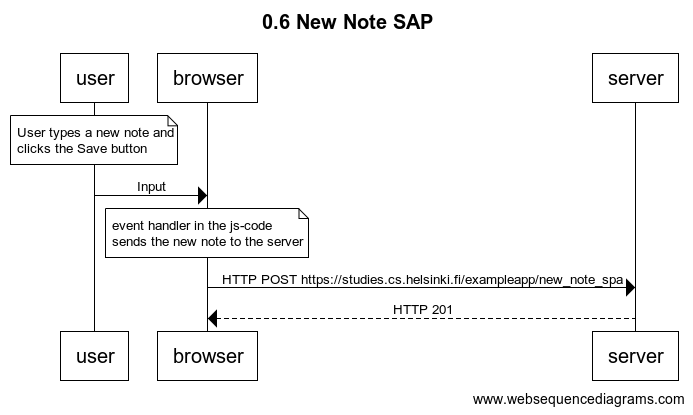 0.6 New Note SAP
user
browser
server
User types a new note and
clicks the Save button
Input
event handler in the js-code
sends the new note to the server
HTTP POST https://studies.cs.helsinki.fi/exampleapp/new_note_spa
HTTP 201
user
browser
server
www.websequencediagrams.com